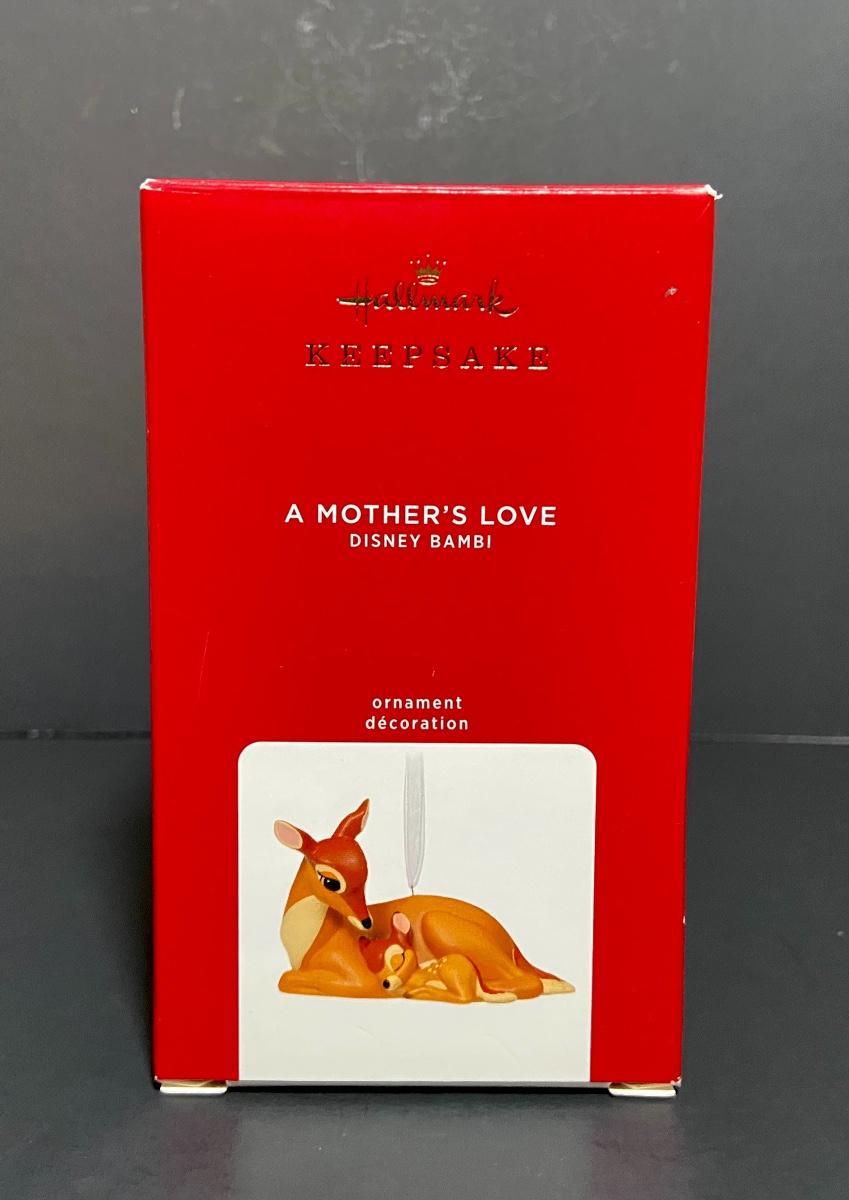 Hallmark
KEEPSAKE
A MOTHER'S LOVE
DISNEY BAMBI
ornament
décoration